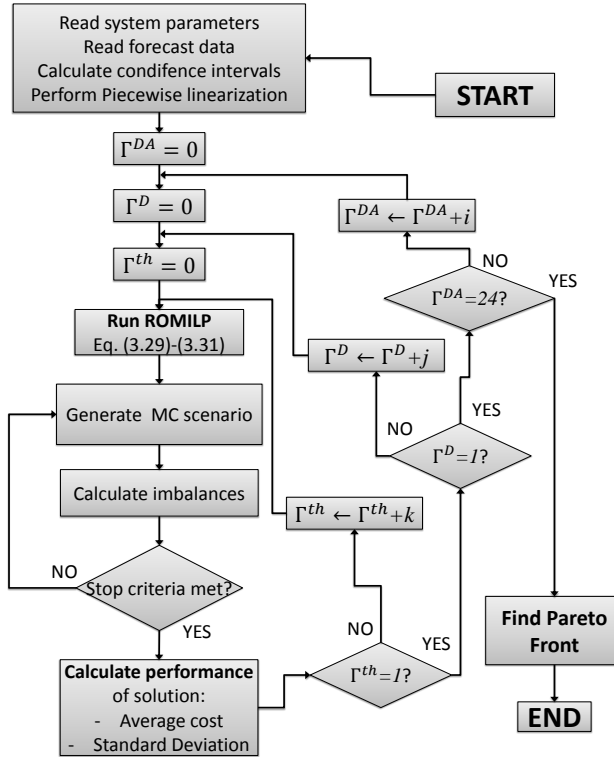 Read system parameters
Read forecast data
Calculate condifence intervals
Perform Piecewise linearization
START
Γ^{DA} = 0
Γ^{D} = 0
Γ^{DA} ← Γ^{DA}+i
Γ^{th} = 0
NO
YES
Γ^{DA}=24?
Run ROMILP
Eq. (3.29)-(3.31)
Γ^{D} ← Γ^{D}+j
Generate MC scenario
YES
NO
Γ^{D}=1?
Calculate imbalances
Γ^{th} ← Γ^{th}+k
NO
Stop criteria met?
YES
Find Pareto
Front
NO
YES
Calculate performance
of solution:
- Average cost
- Standard Deviation
Γ^{th}=1?
END